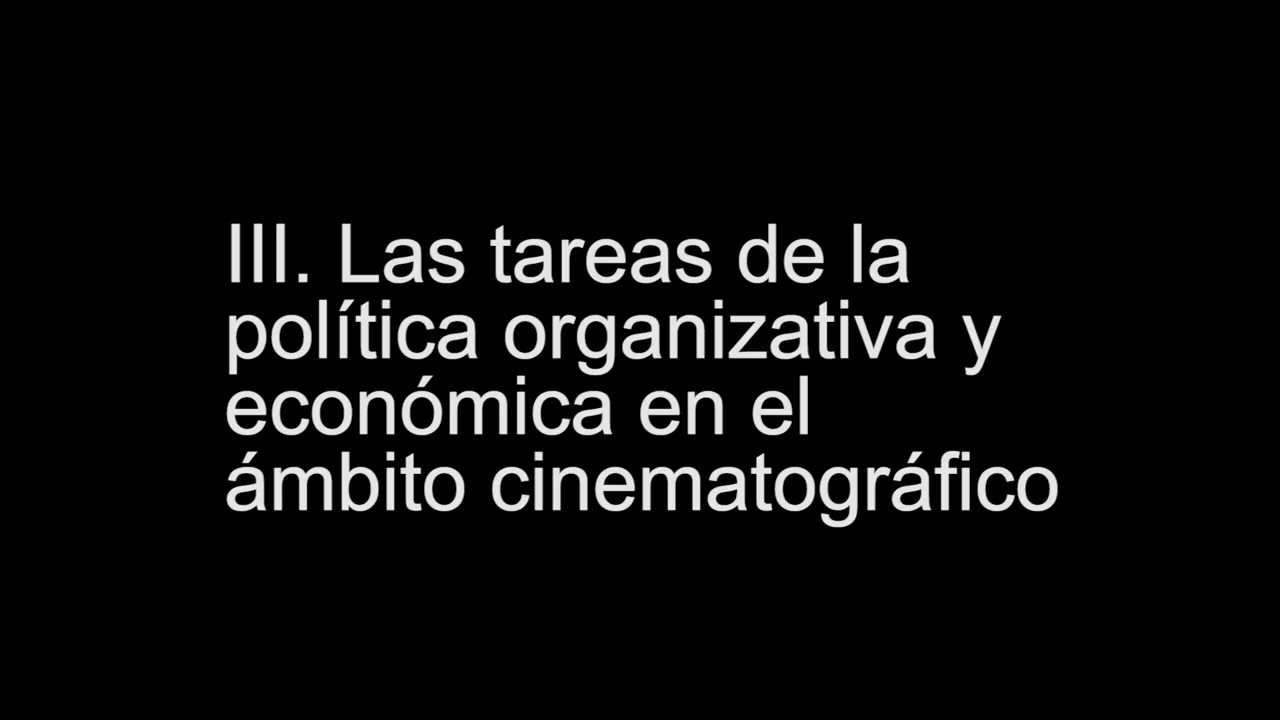 III. Las tareas de la
política organizativa y
económica en el
ámbito cinematográfico